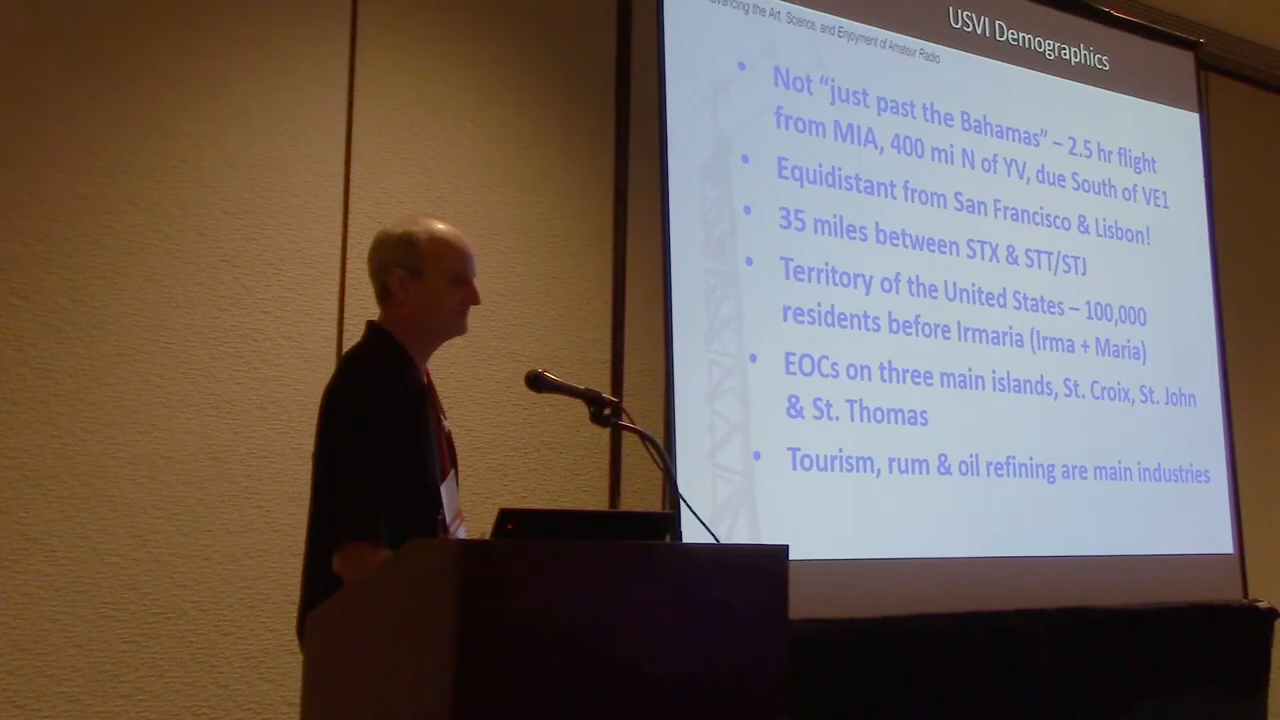 Advancing the Art, Science, and Enjoyment of Amateur Radio
USVI Demographics
• Not “just past the Bahamas” – 2.5 hr flight
from MIA, 400 mi N of YV, due South of VE1
• Equidistant from San Francisco & Lisbon!
• 35 miles between STX & STT/STJ
• Territory of the United States – 100,000
residents before Irmaria (Irma + Maria)
• EOCs on three main islands, St. Croix, St. John
& St. Thomas
• Tourism, rum & oil refining are main industries